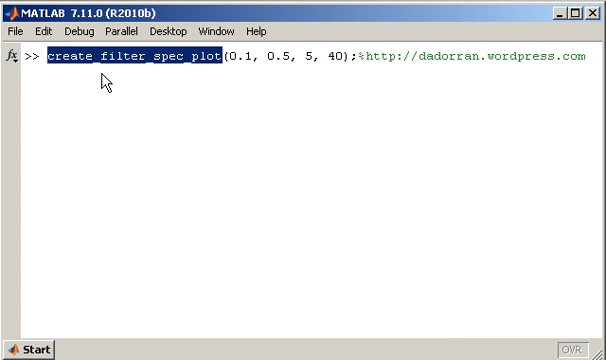 MATLAB 7.11.0 (R2010b)
File Edit Debug Parallel Desktop Window Help
fx >> create_filter_spec_plot(0.1, 0.5, 5, 40);%http://dadorran.wordpress.com
Start OVR